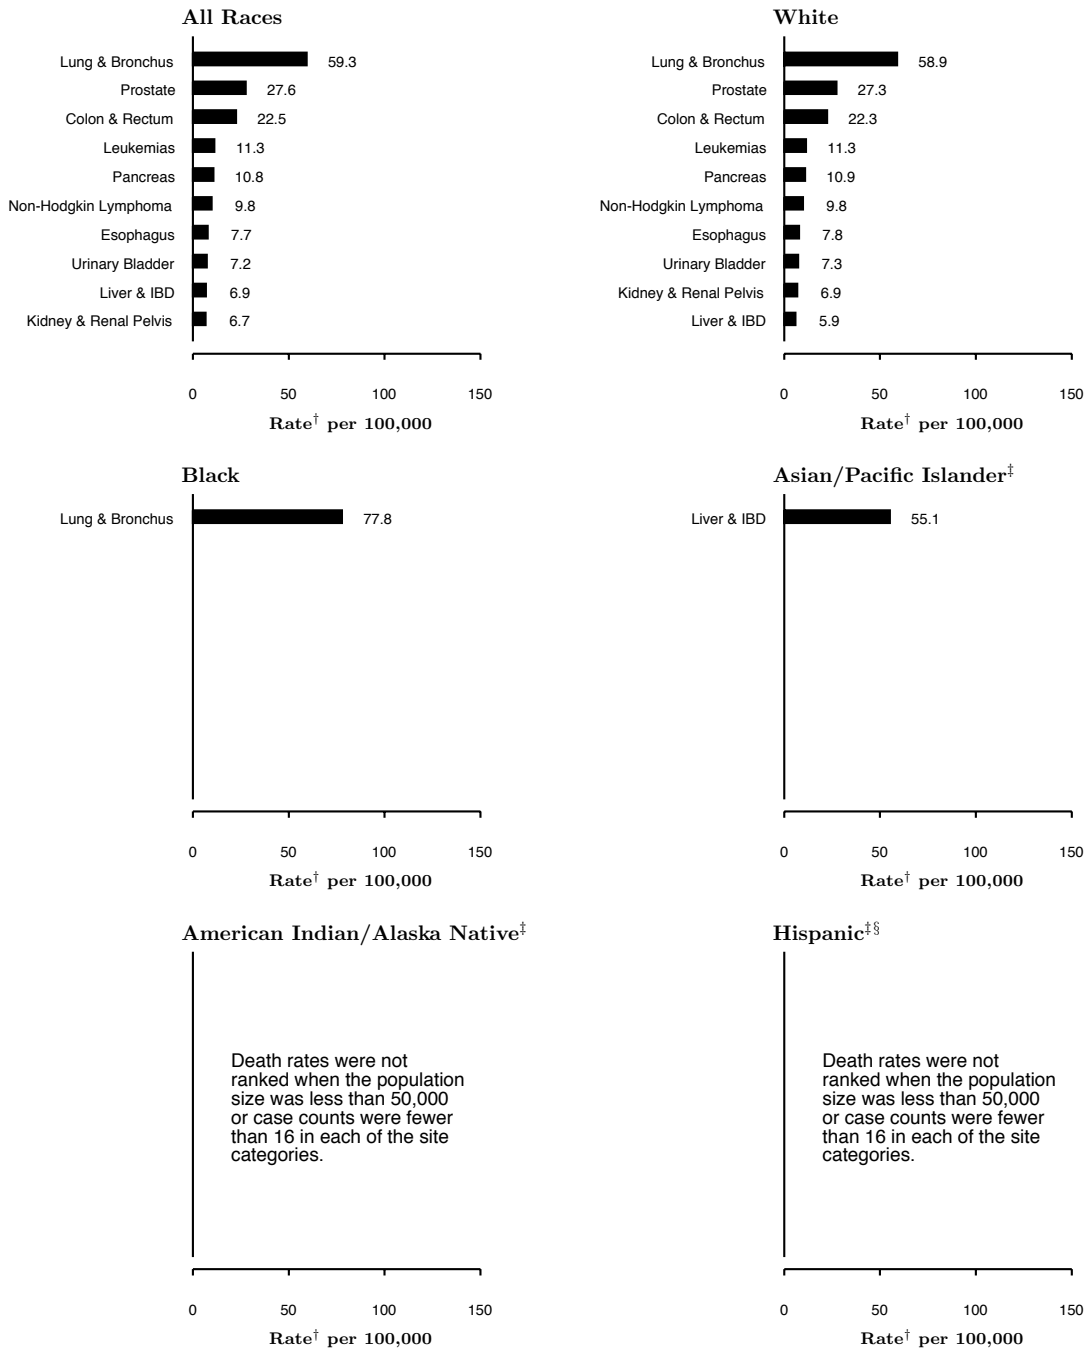 All Races
Lung & Bronchus 59.3
Prostate 27.6
Colon & Rectum 22.5
Leukemias 11.3
Pancreas 10.8
Non-Hodgkin Lymphoma 9.8
Esophagus 7.7
Urinary Bladder 7.2
Liver & IBD 6.9
Kidney & Renal Pelvis 6.7
0 50 100 150
Rate† per 100,000
White
Lung & Bronchus 58.9
Prostate 27.3
Colon & Rectum 22.3
Leukemias 11.3
Pancreas 10.9
Non-Hodgkin Lymphoma 9.8
Esophagus 7.8
Urinary Bladder 7.3
Kidney & Renal Pelvis 6.9
Liver & IBD 5.9
0 50 100 150
Rate† per 100,000
Black
Lung & Bronchus 77.8
0 50 100 150
Rate† per 100,000
Asian/Pacific Islander‡
Liver & IBD 55.1
0 50 100 150
Rate† per 100,000
American Indian/Alaska Native‡
Death rates were not
ranked when the population
size was less than 50,000
or case counts were fewer
than 16 in each of the site
categories.
0 50 100 150
Rate† per 100,000
Hispanic‡§
Death rates were not
ranked when the population
size was less than 50,000
or case counts were fewer
than 16 in each of the site
categories.
0 50 100 150
Rate† per 100,000